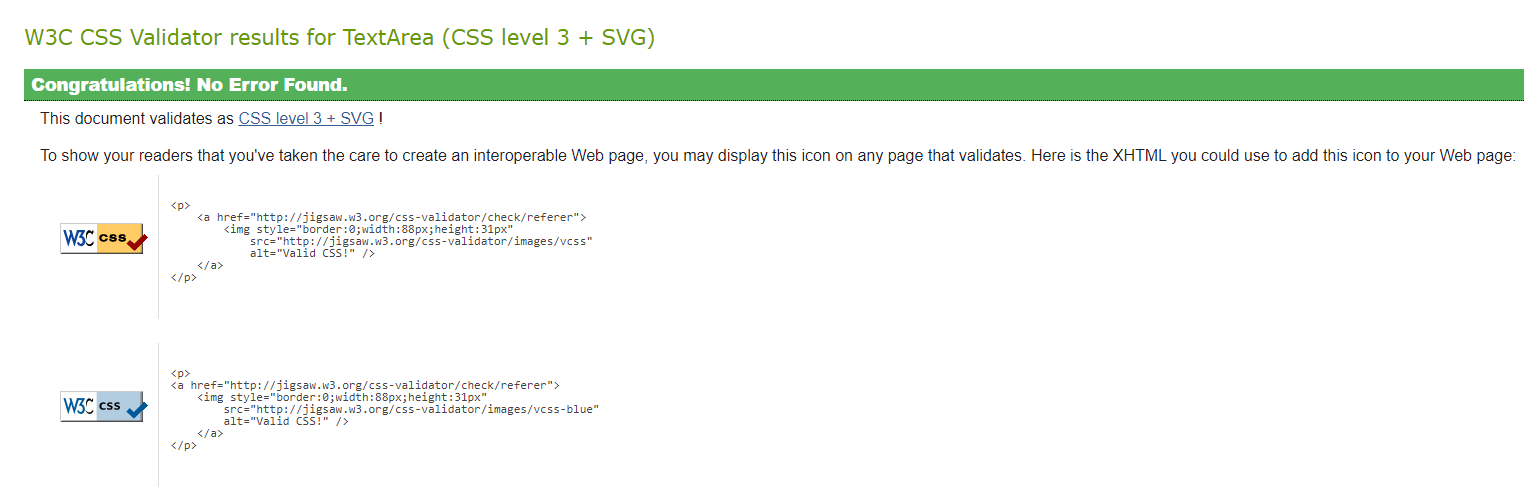 W3C CSS Validator results for TextArea (CSS level 3 + SVG)
Congratulations! No Error Found.
This document validates as CSS level 3 + SVG !
To show your readers that you've taken the care to create an interoperable Web page, you may display this icon on any page that validates. Here is the XHTML you could use to add this icon to your Web page:
W3C css
<p>
    <a href="http://jigsaw.w3.org/css-validator/check/referer">
        <img style="border:0;width:88px;height:31px"
            src="http://jigsaw.w3.org/css-validator/images/vcss"
            alt="Valid CSS!" />
    </a>
</p>
W3C css
<p>
<a href="http://jigsaw.w3.org/css-validator/check/referer">
    <img style="border:0;width:88px;height:31px"
        src="http://jigsaw.w3.org/css-validator/images/vcss-blue"
        alt="Valid CSS!" />
    </a>
</p>